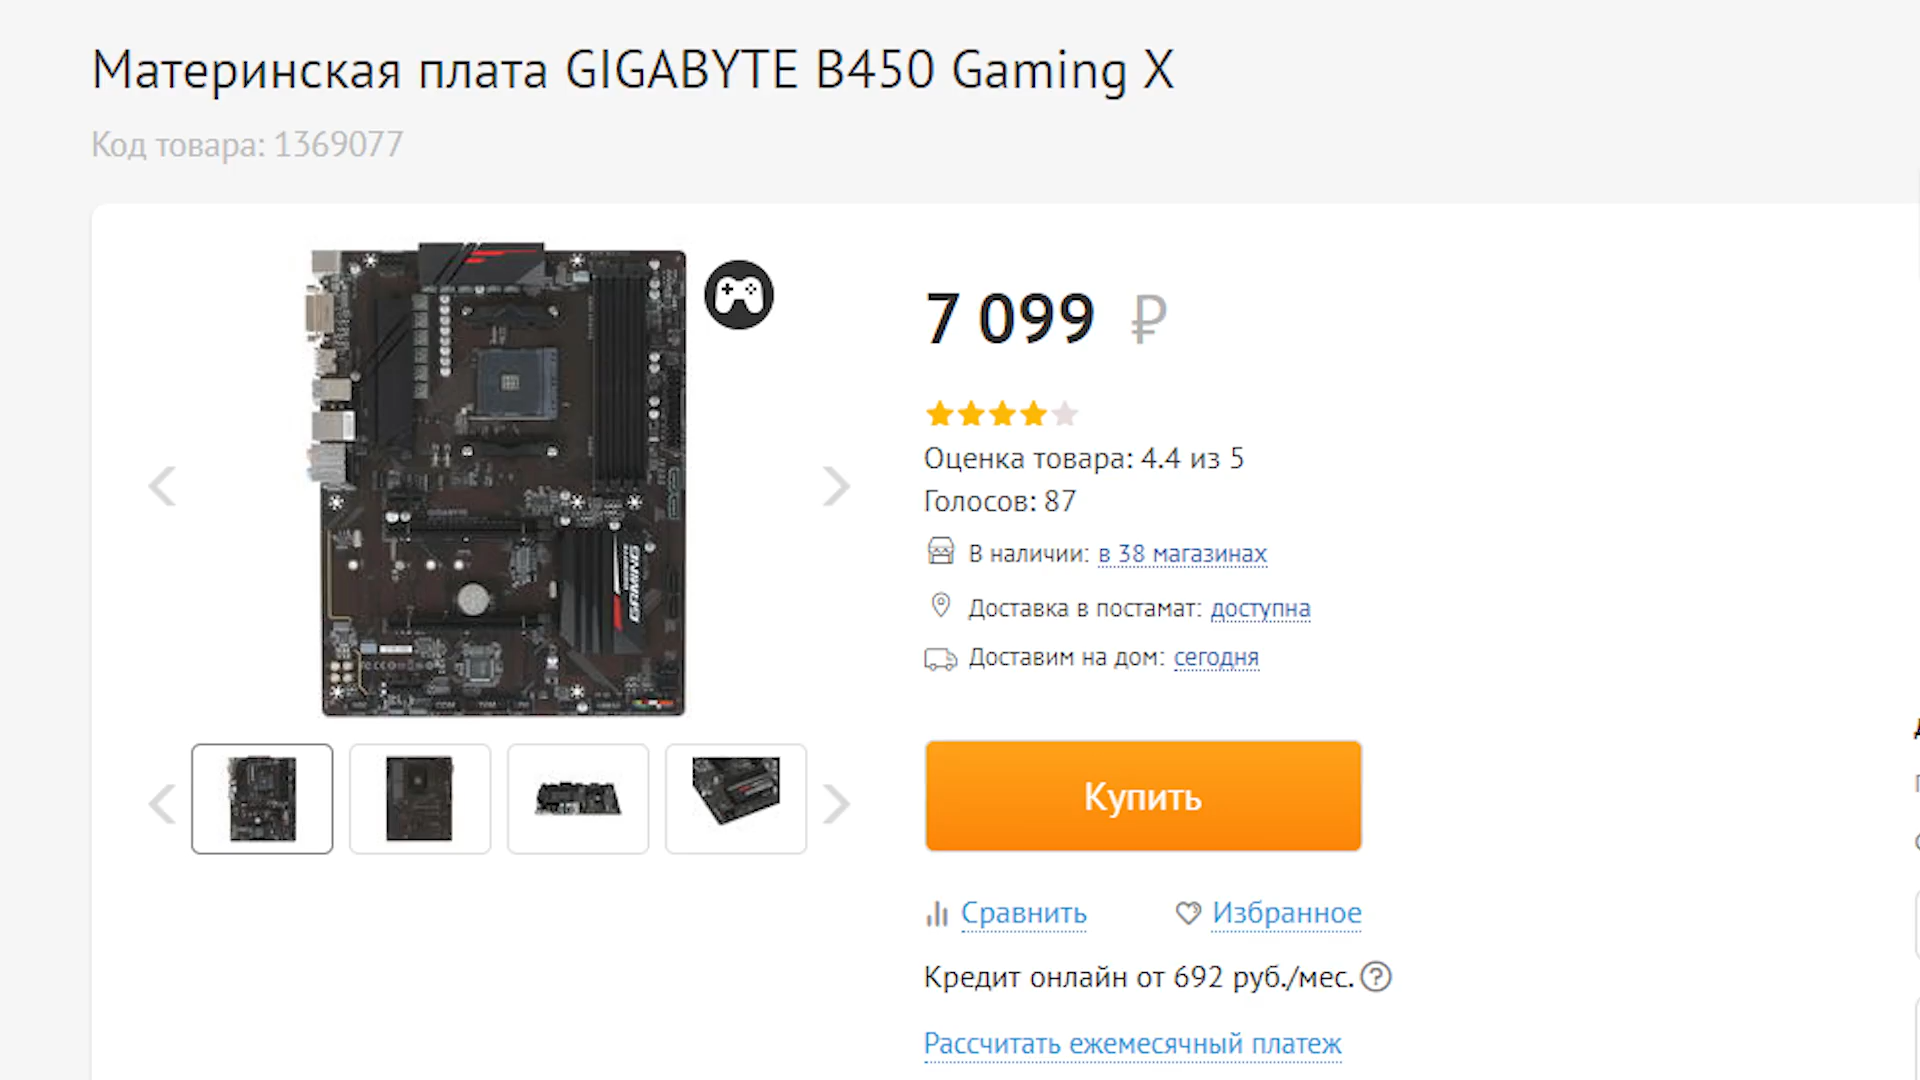 Материнская плата GIGABYTE B450 Gaming X
Код товара: 1369077
GAMING
7 099 ₽
Оценка товара: 4.4 из 5
Голосов: 87
В наличии: в 38 магазинах
Доставка в постамат: доступна
Доставим на дом: сегодня
Купить
Сравнить
Избранное
Кредит онлайн от 692 руб./мес. ?
Рассчитать ежемесячный платеж